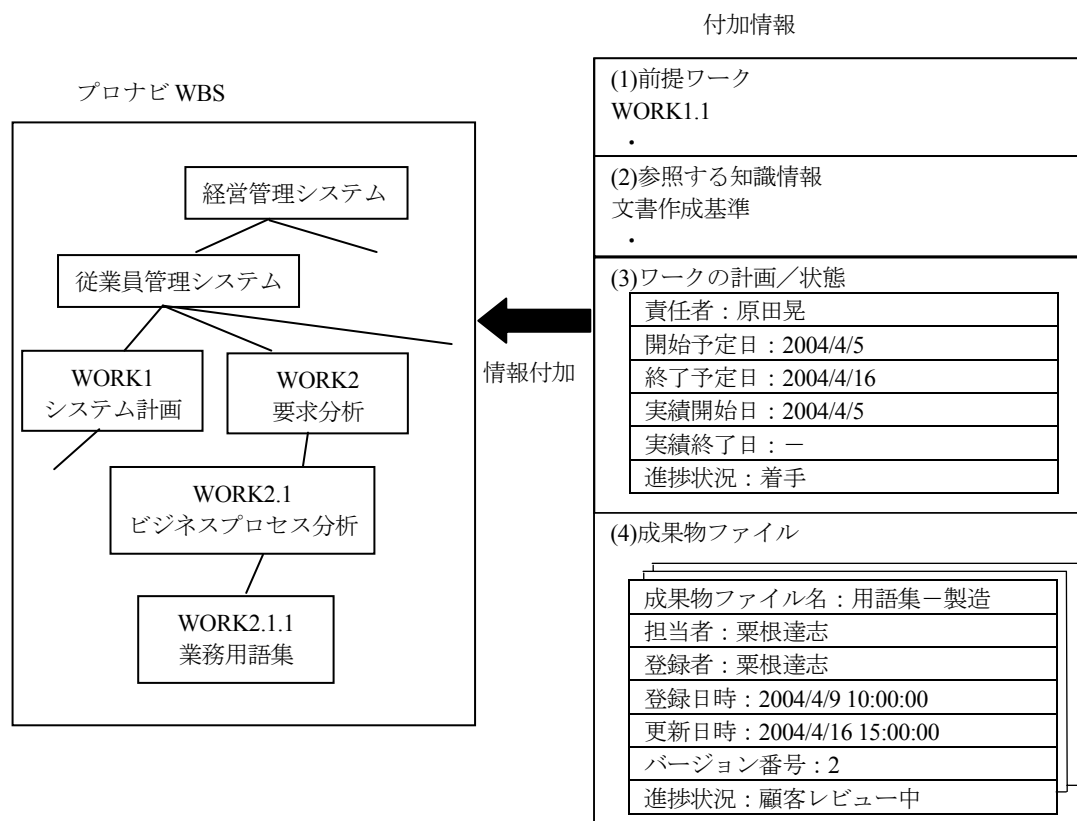 付加情報
プロナビ WBS
経営管理システム
従業員管理システム
WORK1
システム計画
WORK2
要求分析
WORK2.1
ビジネスプロセス分析
WORK2.1.1
業務用語集
情報付加
(1)前提ワーク
WORK1.1
・
(2)参照する知識情報
文書作成基準
・
(3)ワークの計画／状態
責任者：原田晃
開始予定日：2004/4/5
終了予定日：2004/4/16
実績開始日：2004/4/5
実績終了日：－
進捗状況：着手
(4)成果物ファイル
成果物ファイル名：用語集－製造
担当者：栗根達志
登録者：栗根達志
登録日時：2004/4/9 10:00:00
更新日時：2004/4/16 15:00:00
バージョン番号：2
進捗状況：顧客レビュー中